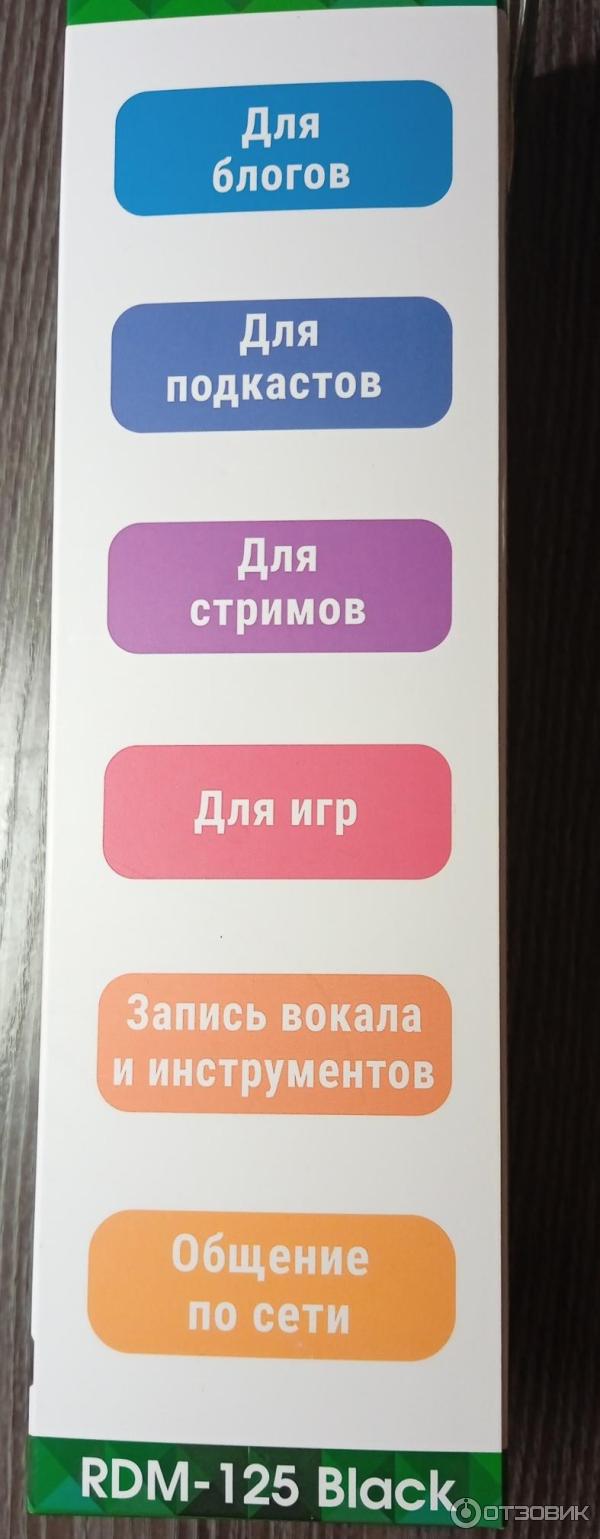 Для
блогов
Для
подкастов
Для
стримов
Для игр
Запись вокала
и инструментов
Общение
по сети
RDM-125 Black
ОТЗОВИК